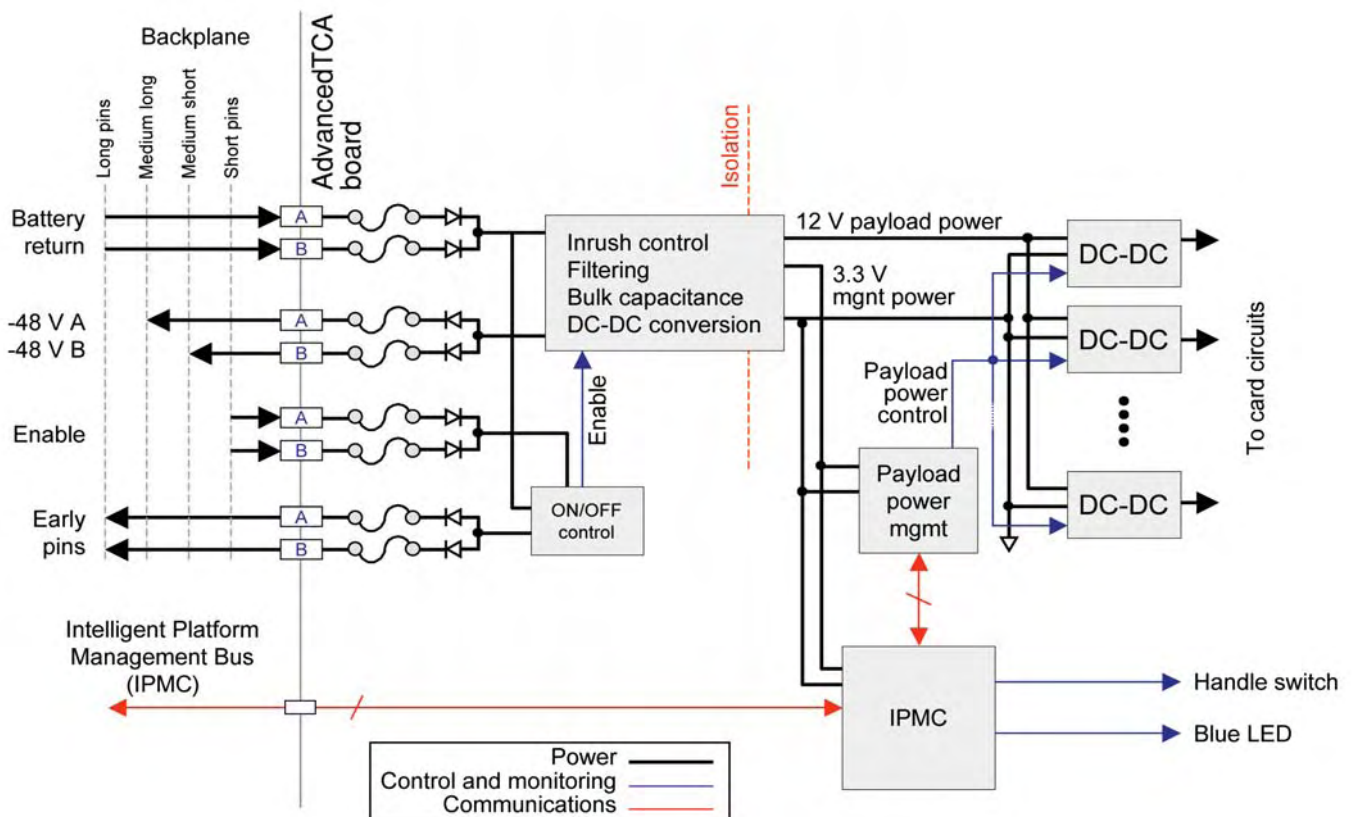 Backplane
Long pins
Medium long
Medium short
Short pins
AdvancedTCA
board
Isolation
Battery
return
A
B
-48 V A
-48 V B
A
B
Enable
A
B
Early
pins
A
B
Inrush control
Filtering
Bulk capacitance
DC-DC conversion
Enable
ON/OFF
control
12 V payload power
3.3 V
mgnt power
DC-DC
DC-DC
DC-DC
To card circuits
Payload
power
control
Payload
power
mgmt
Intelligent Platform
Management Bus
(IPMC)
IPMC
Handle switch
Blue LED
Power
Control and monitoring
Communications